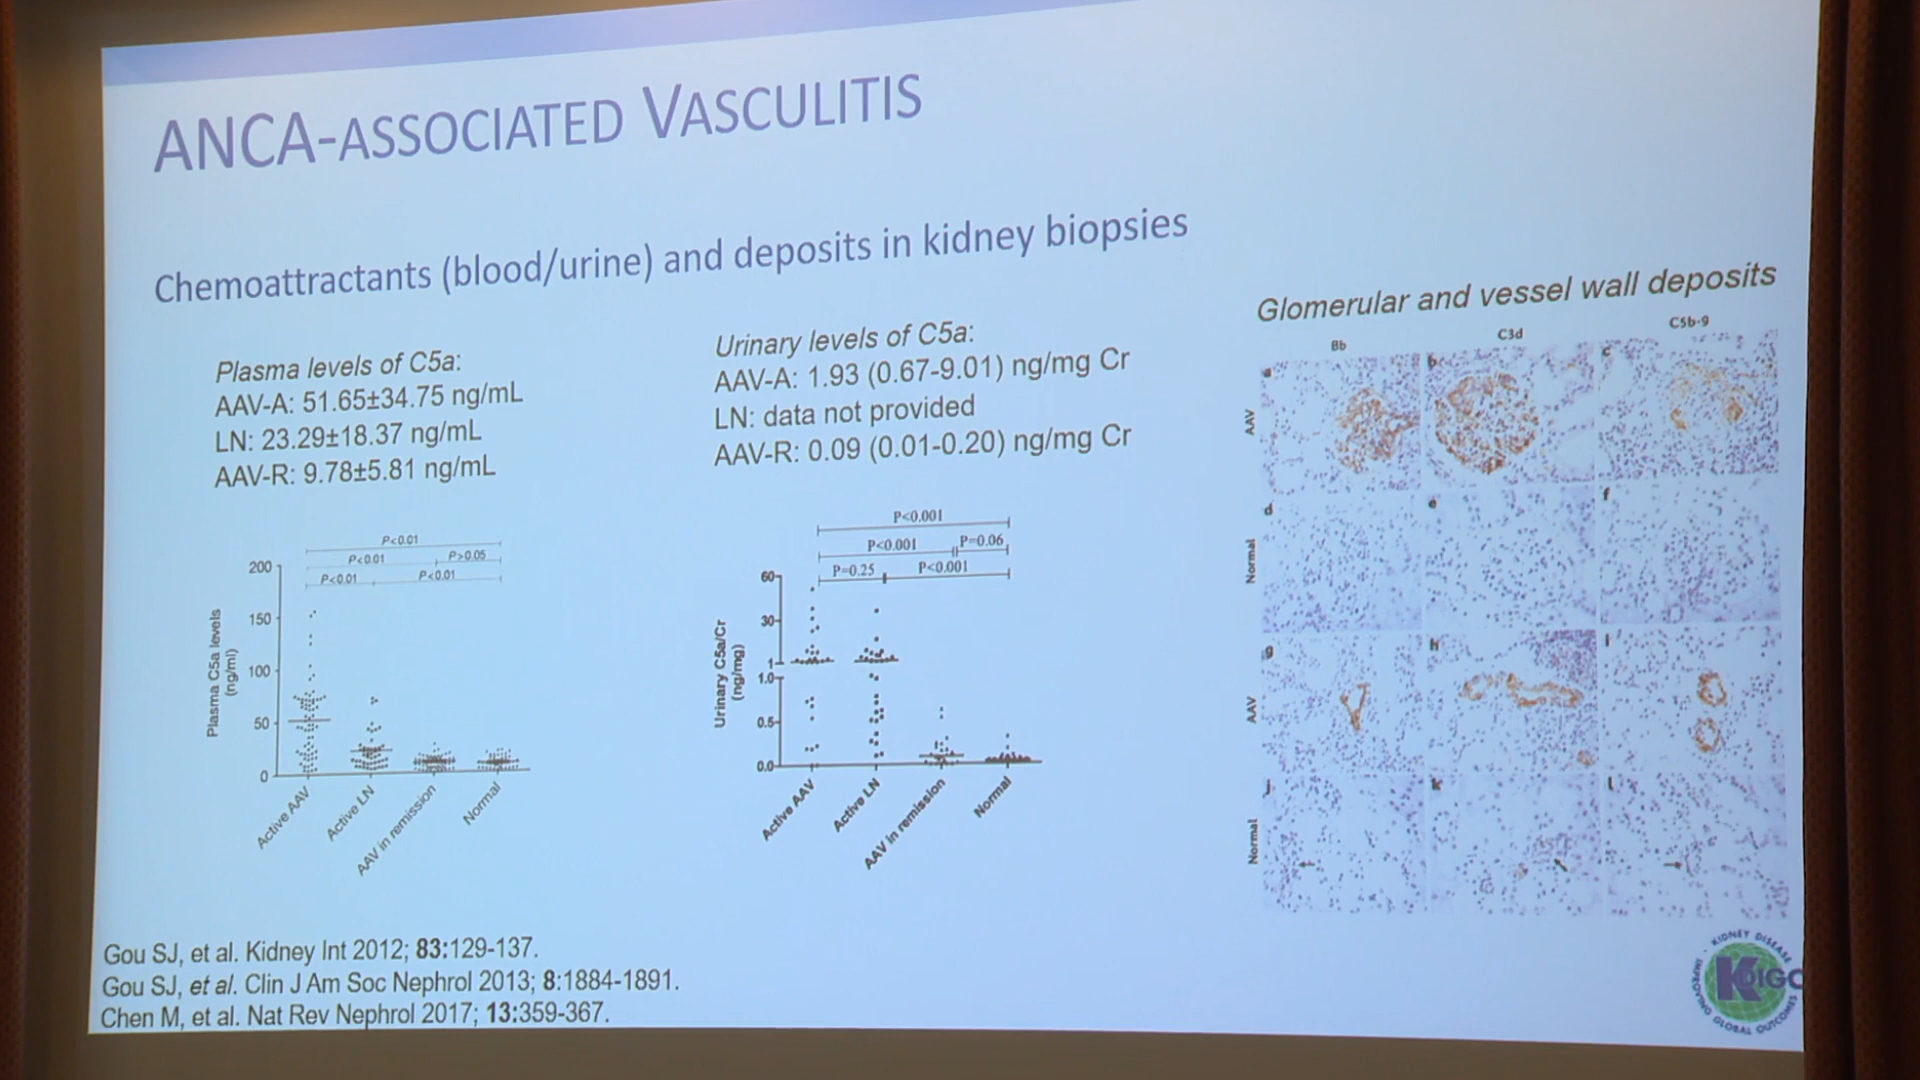 ANCA-ASSOCIATED VASCULITIS
Chemoattractants (blood/urine) and deposits in kidney biopsies
Plasma levels of C5a:
AAV-A: 51.65±34.75 ng/mL
LN: 23.29±18.37 ng/mL
AAV-R: 9.78±5.81 ng/mL
Urinary levels of C5a:
AAV-A: 1.93 (0.67-9.01) ng/mg Cr
LN: data not provided
AAV-R: 0.09 (0.01-0.20) ng/mg Cr
Glomerular and vessel wall deposits
Bb
C3d
C5b-9
a
b
c
AAV
d
e
f
Normal
g
h
i
AAV
j
k
l
Normal
P<0.01
P<0.01
P>0.05
P<0.01
P<0.01
200
150
100
50
0
Plasma C5a levels
(ng/ml)
Active AAV
Active LN
AAV in remission
Normal
P<0.001
P<0.001
P=0.06
P=0.25
P<0.001
60
30
1
1.0
0.5
0.0
Urinary C5a/Cr
(ng/mg)
Active AAV
Active LN
AAV in remission
Normal
Gou SJ, et al. Kidney Int 2012; 83:129-137.
Gou SJ, et al. Clin J Am Soc Nephrol 2013; 8:1884-1891.
Chen M, et al. Nat Rev Nephrol 2017; 13:359-367.
KIDNEY DISEASE
KDIGO
IMPROVING GLOBAL OUTCOMES